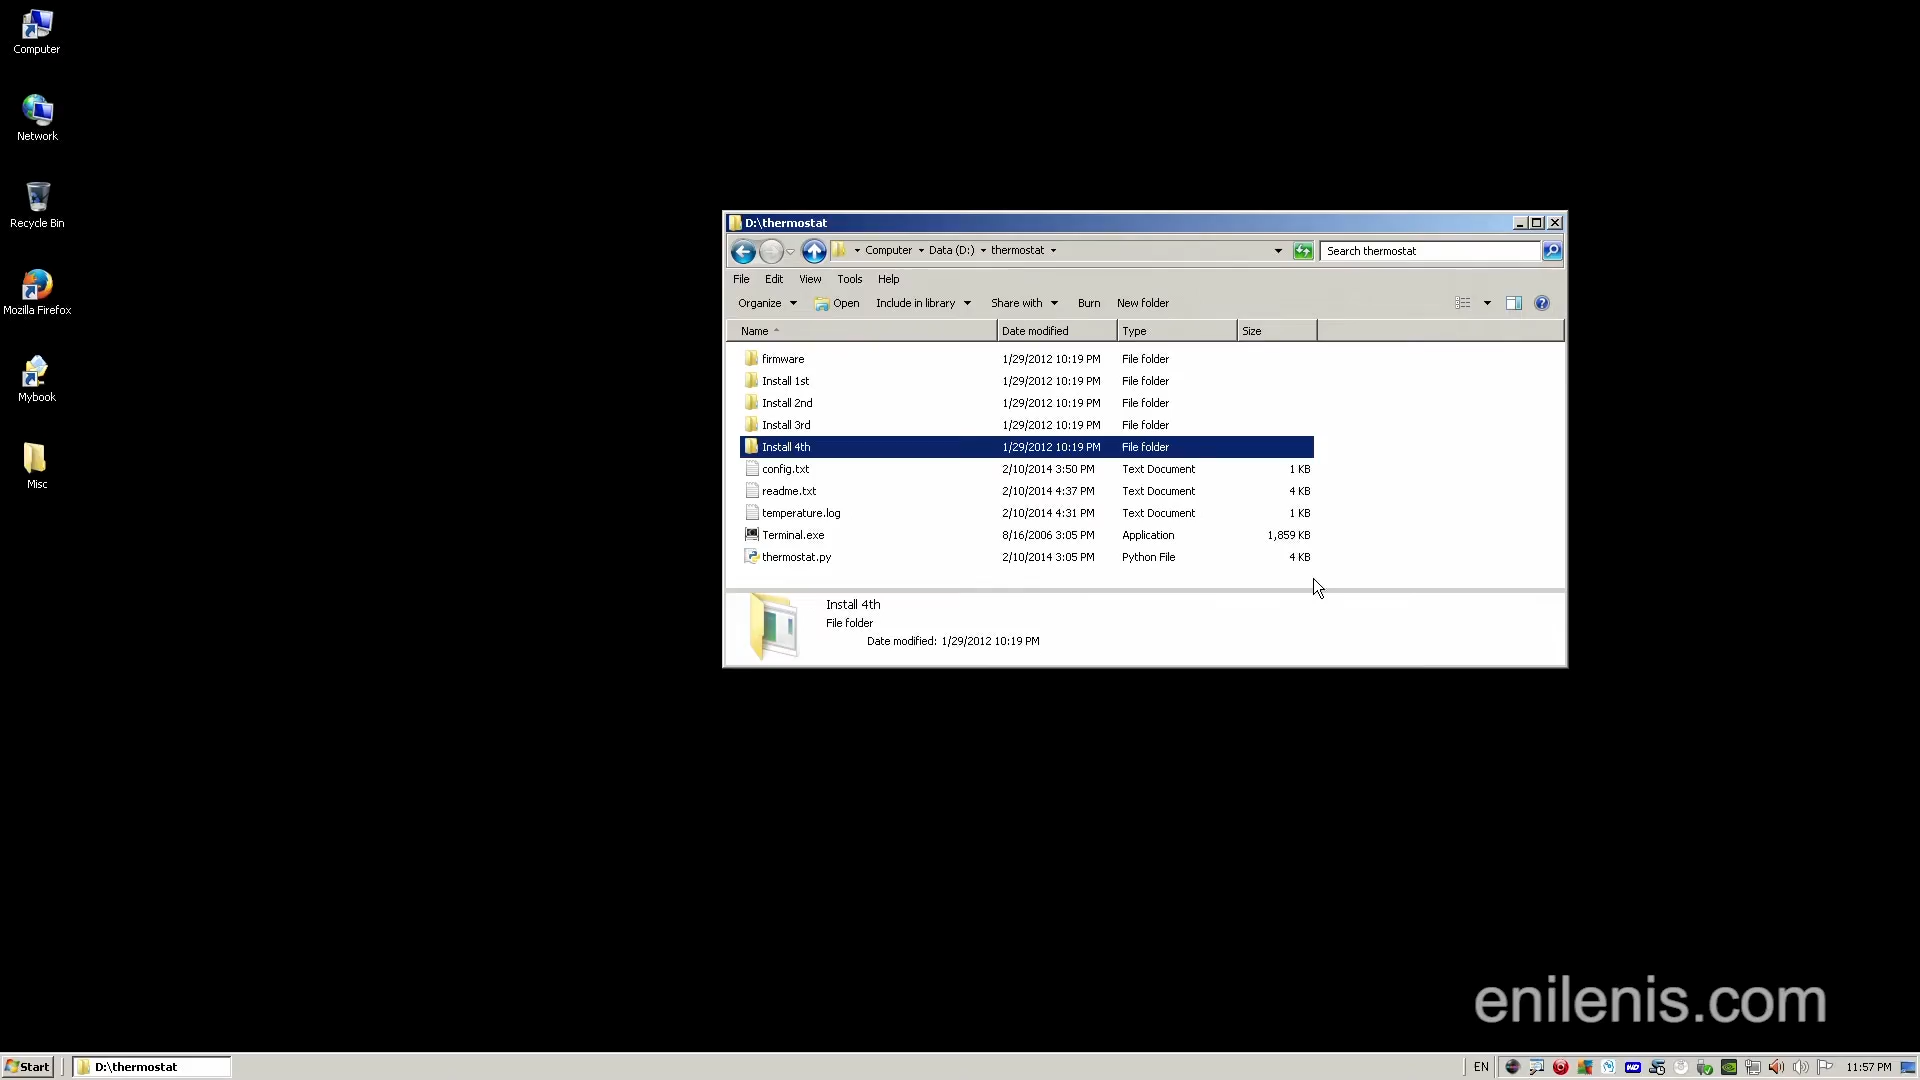 Computer
Network
Recycle Bin
Mozilla Firefox
Mybook
Misc
D:\thermostat
Computer Data (D:) thermostat Search thermostat
File Edit View Tools Help
Organize Open Include in library Share with Burn New folder
Name Date modified Type Size
firmware 1/29/2012 10:19 PM File folder
Install 1st 1/29/2012 10:19 PM File folder
Install 2nd 1/29/2012 10:19 PM File folder
Install 3rd 1/29/2012 10:19 PM File folder
Install 4th 1/29/2012 10:19 PM File folder
config.txt 2/10/2014 3:50 PM Text Document 1 KB
readme.txt 2/10/2014 4:37 PM Text Document 4 KB
temperature.log 2/10/2014 4:31 PM Text Document 1 KB
Terminal.exe 8/16/2006 3:05 PM Application 1,859 KB
thermostat.py 2/10/2014 3:05 PM Python File 4 KB
Install 4th
File folder
Date modified: 1/29/2012 10:19 PM
enilenis.com
Start D:\thermostat EN WD 11:57 PM